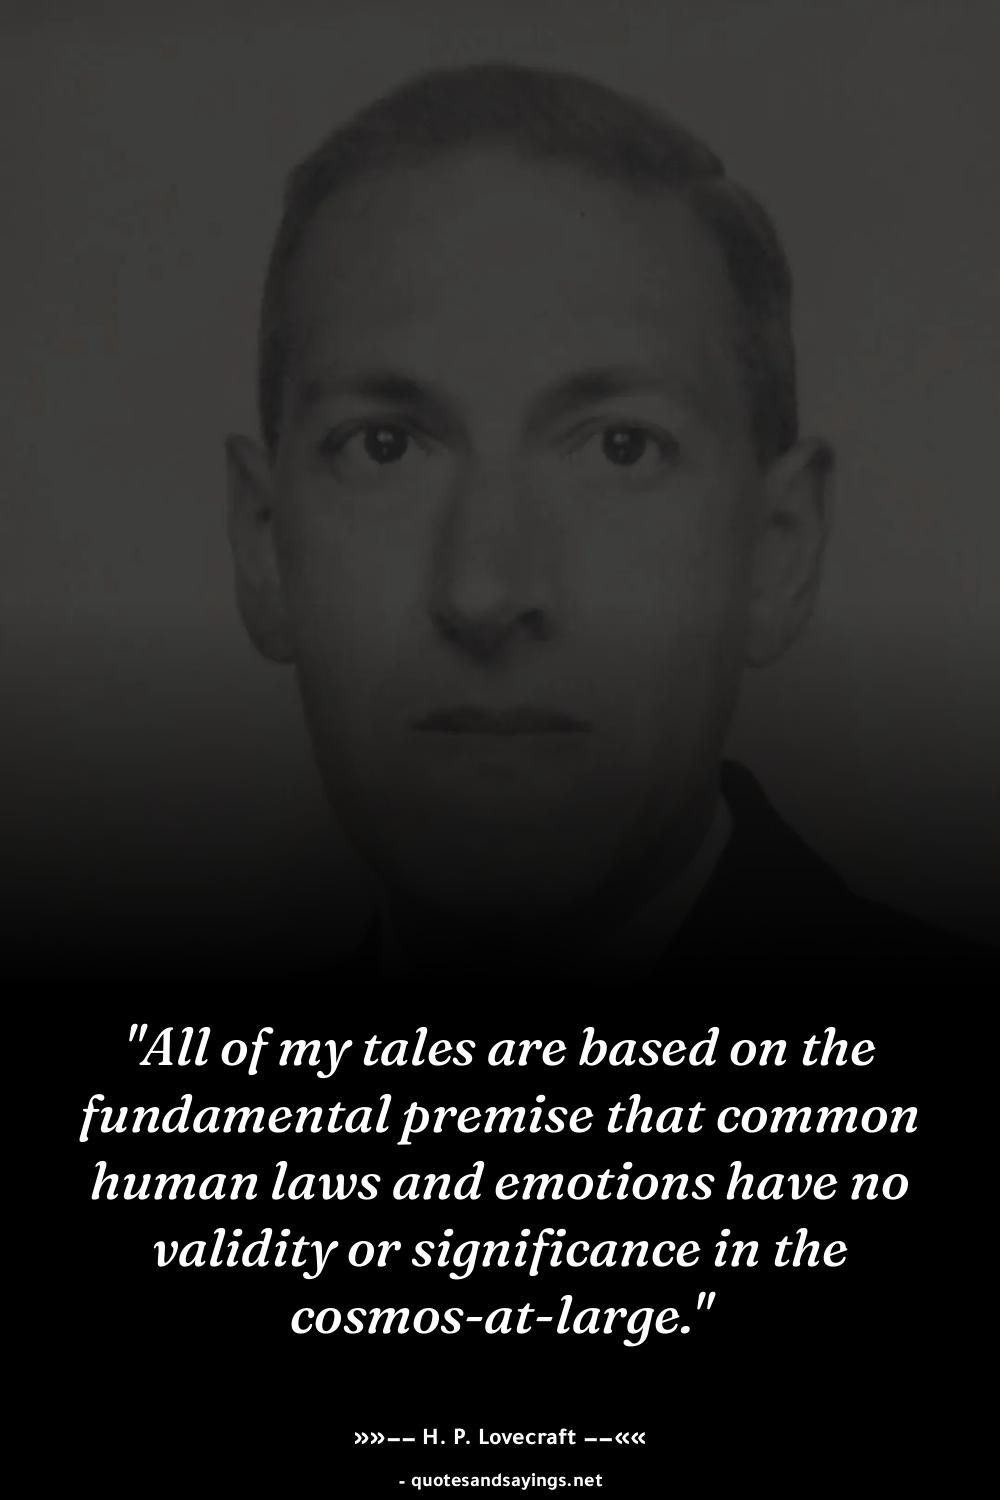 "All of my tales are based on the
fundamental premise that common
human laws and emotions have no
validity or significance in the
cosmos-at-large."
»»−− H. P. Lovecraft −−««
- quotesandsayings.net